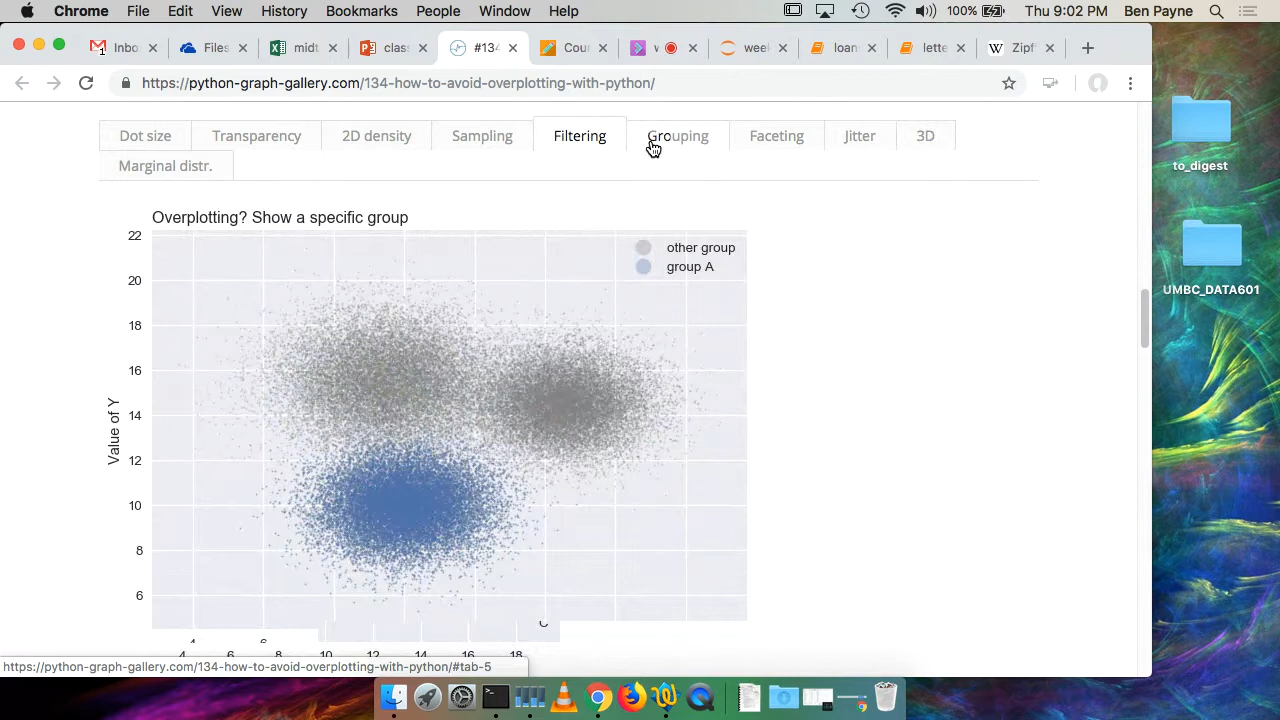 Chrome File Edit View History Bookmarks People Window Help 100% Thu 9:02 PM Ben Payne
Inbo Files midt class #134 Cour w week loan letter Zipf
https://python-graph-gallery.com/134-how-to-avoid-overplotting-with-python/
Dot size Transparency 2D density Sampling Filtering Grouping Faceting Jitter 3D
Marginal distr.
Overplotting? Show a specific group
other group
group A
22
20
18
16
14
12
10
8
6
Value of Y
4 6 8 10 12 14 16 18
https://python-graph-gallery.com/134-how-to-avoid-overplotting-with-python/#tab-5
to_digest
UMBC_DATA601